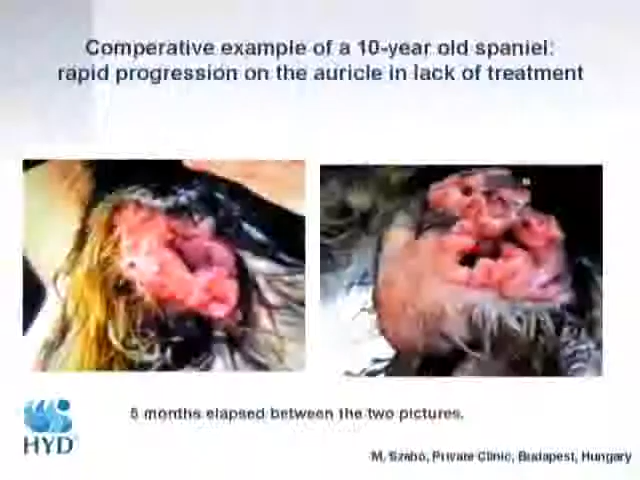 Comperative example of a 10-year old spaniel:
rapid progression on the auricle in lack of treatment
5 months elapsed between the two pictures.
HYD
M. Szabó, Private Clinic, Budapest, Hungary